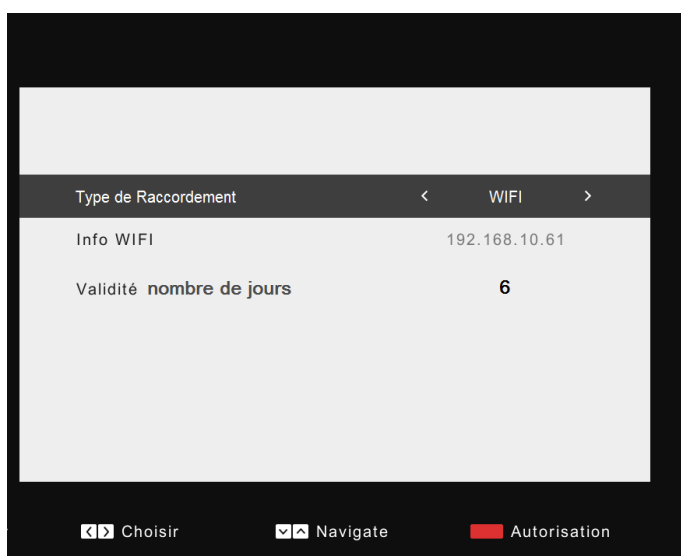 Type de Raccordement < WIFI >
Info WIFI 192.168.10.61
Validité nombre de jours 6
Choisir Navigate Autorisation